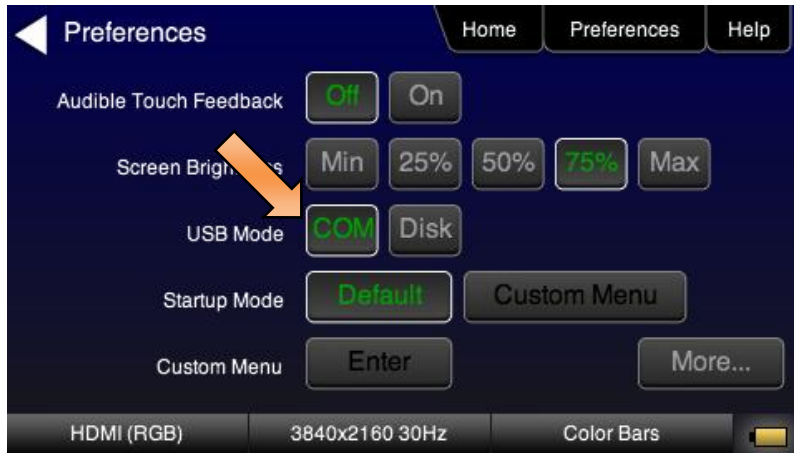 Preferences Home Preferences Help
Audible Touch Feedback Off On
Screen Brightness Min 25% 50% 75% Max
USB Mode COM Disk
Startup Mode Default Custom Menu
Custom Menu Enter More...
HDMI (RGB) 3840x2160 30Hz Color Bars